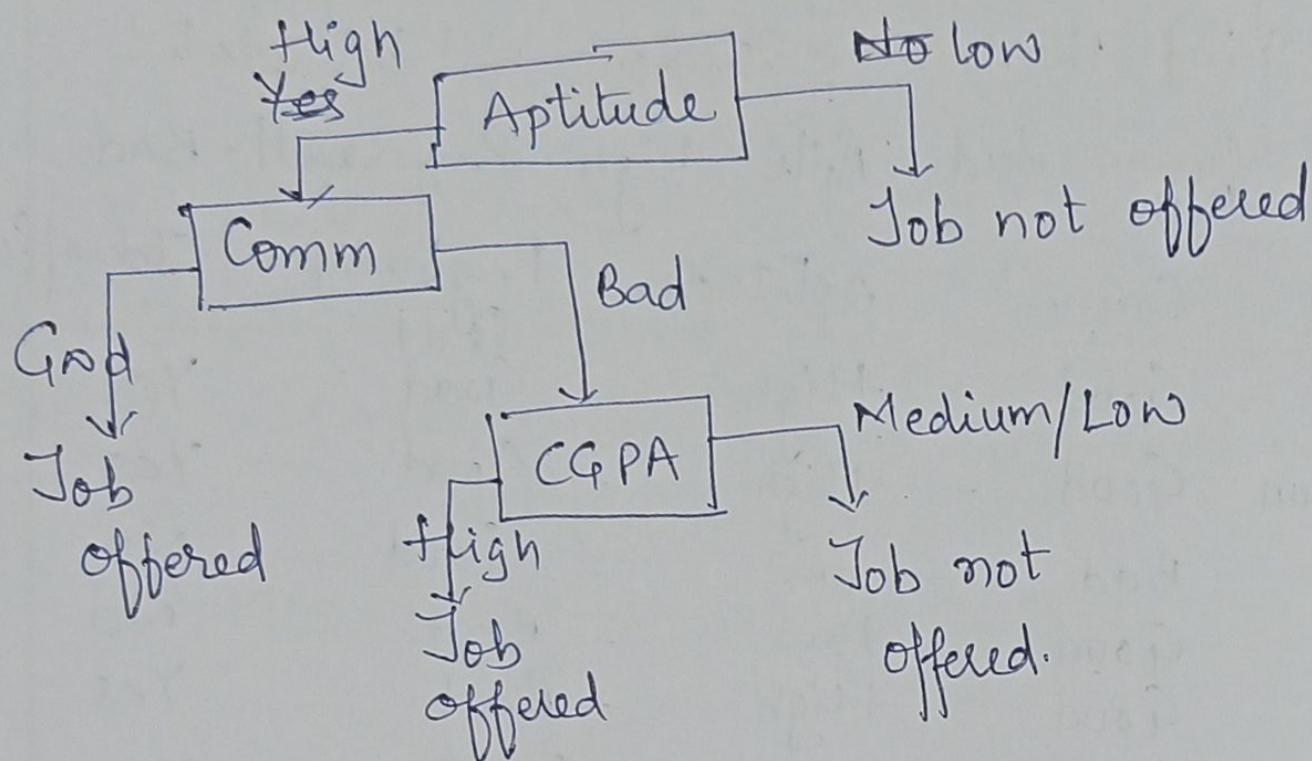 High
Yes
Aptitude
No low
Job not offered
Comm
Bad
Good
Job
offered
CGPA
Medium/Low
High
Job
offered
Job not
offered.